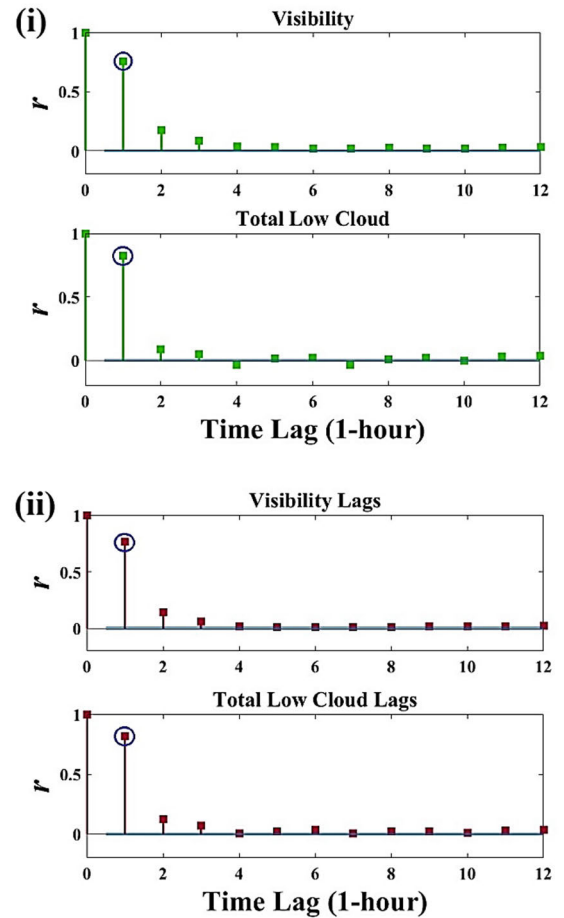 (i)
Visibility
1
0.5
0
r
0 2 4 6 8 10 12
Total Low Cloud
1
0.5
0
r
0 2 4 6 8 10 12
Time Lag (1-hour)
(ii)
Visibility Lags
1
0.5
0
r
0 2 4 6 8 10 12
Total Low Cloud Lags
1
0.5
0
r
0 2 4 6 8 10 12
Time Lag (1-hour)